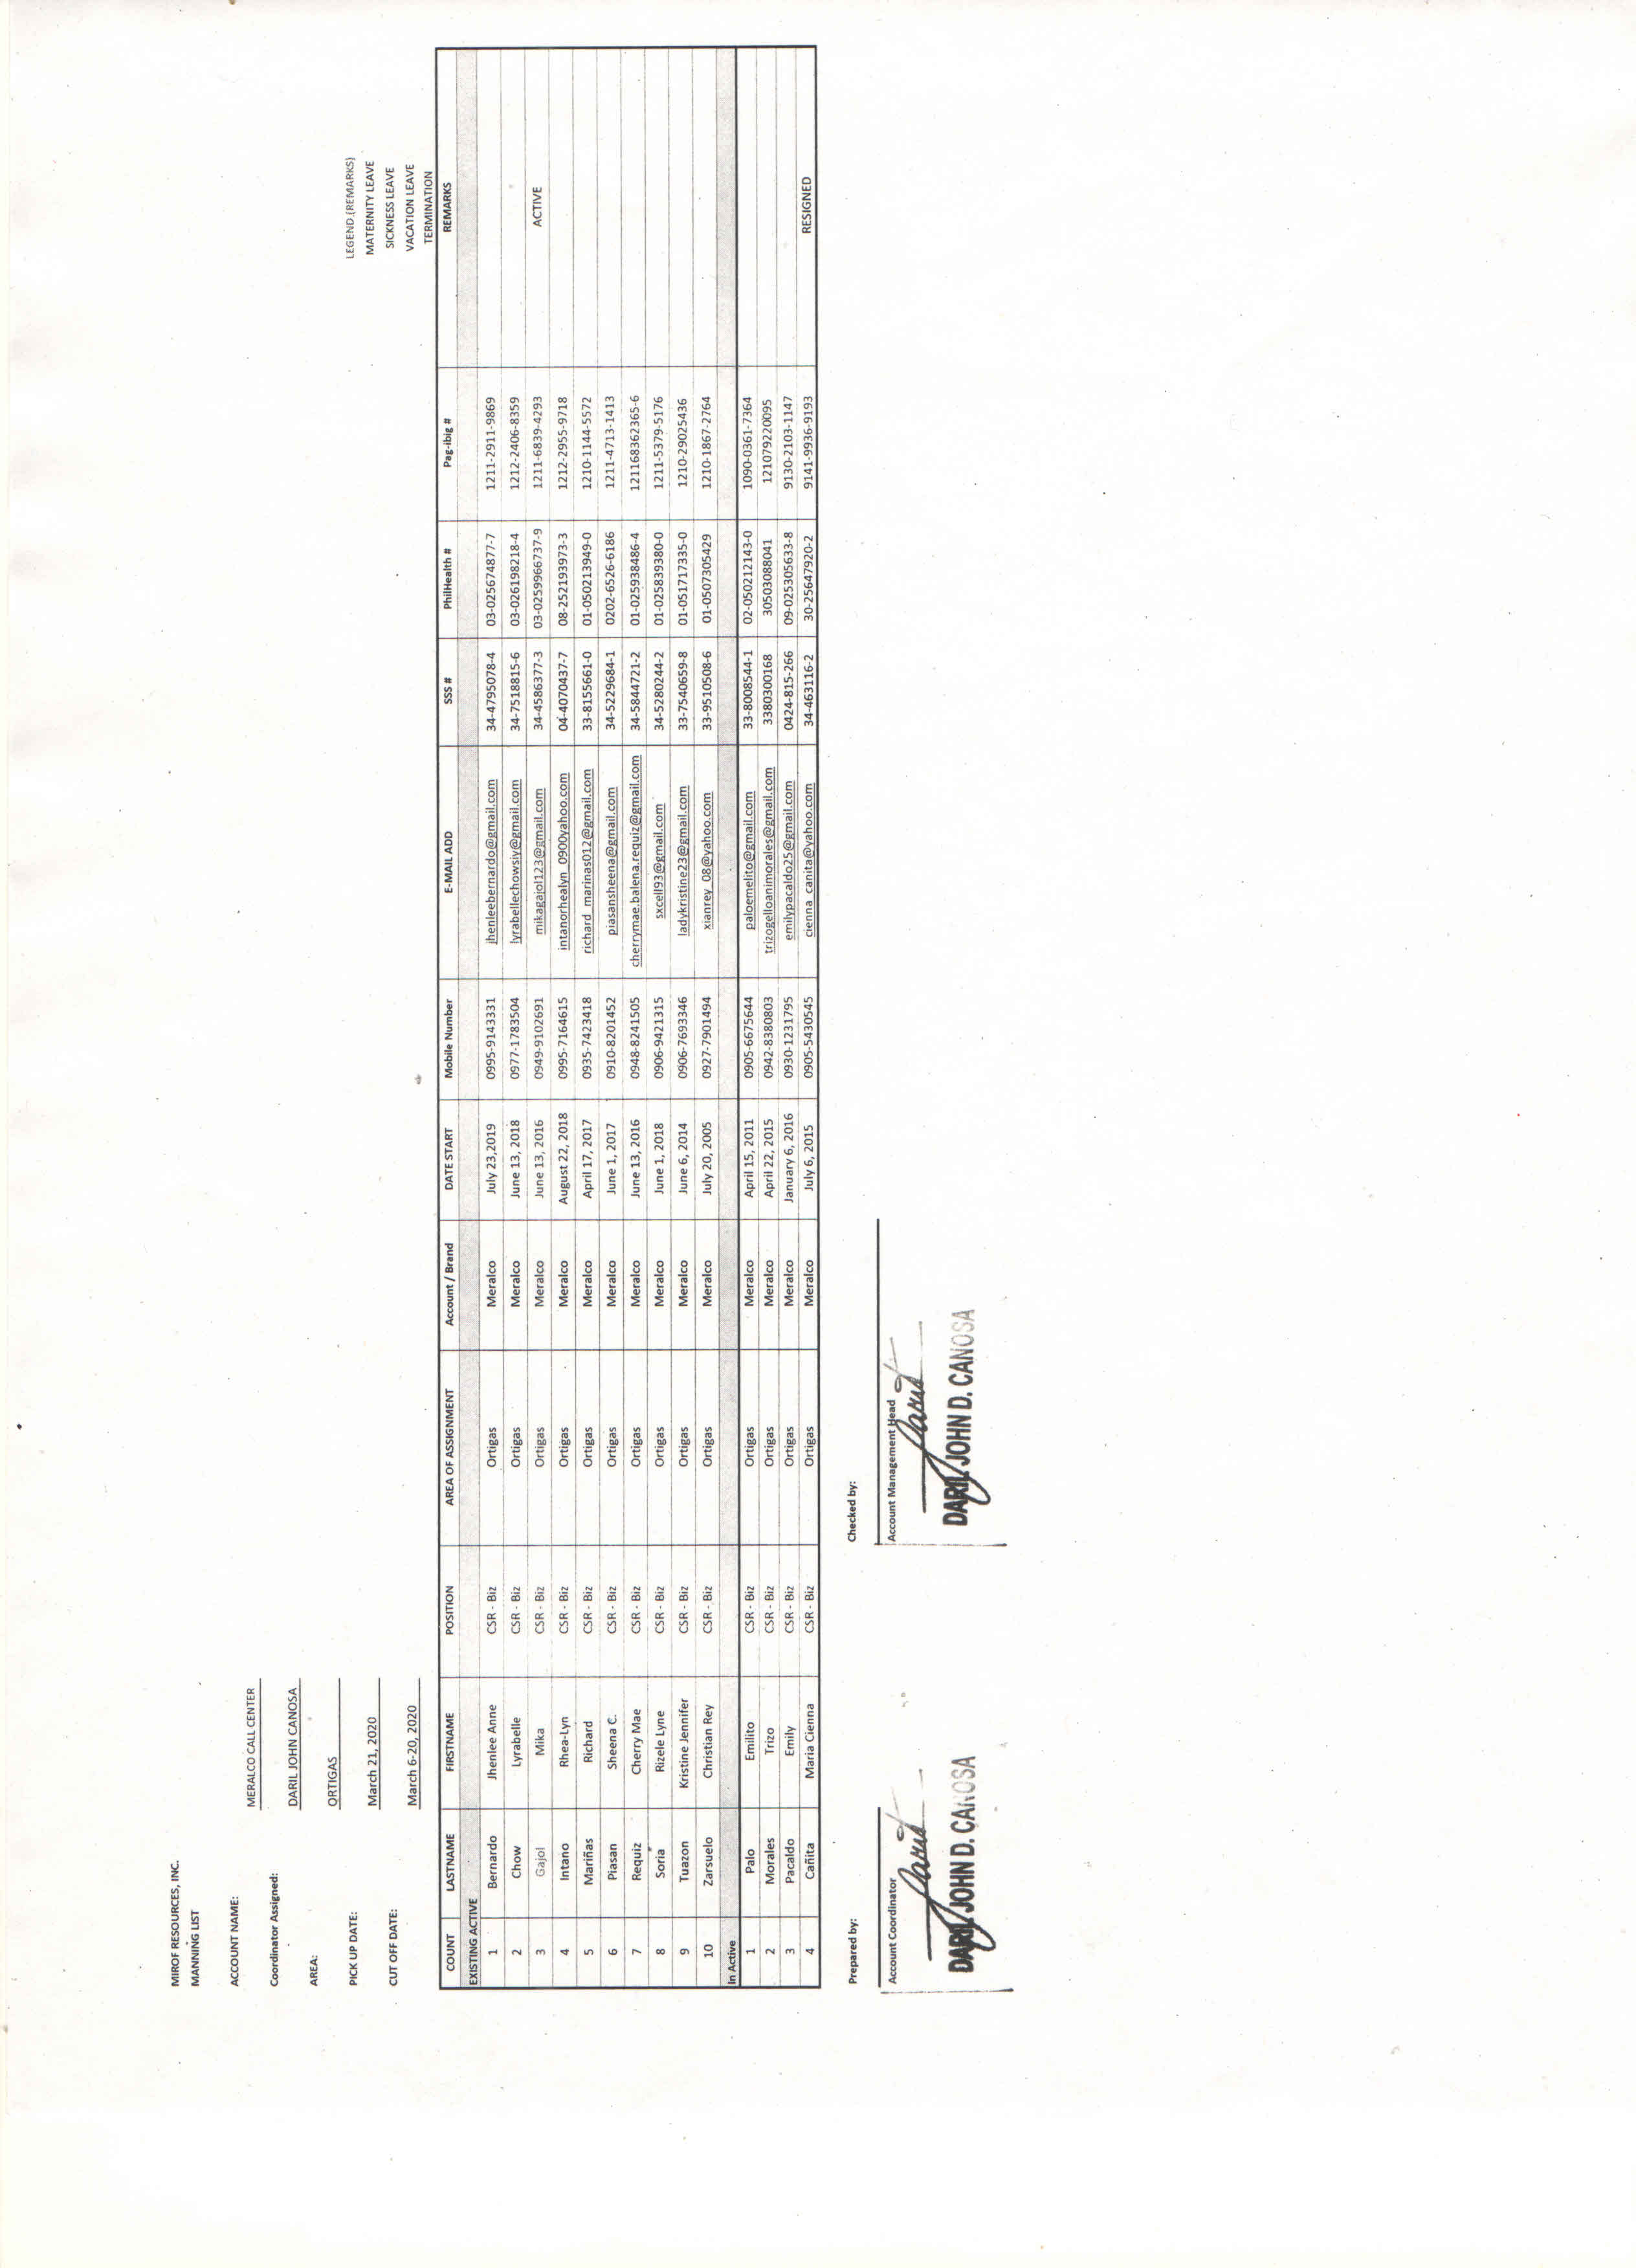 MIROF RESOURCES, INC.
MANNING LIST
ACCOUNT NAME: MERALCO CALL CENTER
Coordinator Assigned: DARIL JOHN CANOSA
AREA: ORTIGAS
PICK UP DATE: March 21, 2020
CUT OFF DATE: March 6-20, 2020
LEGEND (REMARKS)
MATERNITY LEAVE
SICKNESS LEAVE
VACATION LEAVE
TERMINATION
COUNT LASTNAME FIRSTNAME POSITION AREA OF ASSIGNMENT Account / Brand DATE START Mobile Number E-MAIL ADD SSS # PhilHealth # Pag-ibig # REMARKS
EXISTING ACTIVE
1 Bernardo Jhenlee Anne CSR - Biz Ortigas Meralco July 23,2019 0995-9143331 jhenleebernardo@gmail.com 34-4795078-4 03-025674877-7 1211-2911-9869
2 Chow Lyrabelle CSR - Biz Ortigas Meralco June 13, 2018 0977-1783504 lyrabellechowsiy@gmail.com 34-7518815-6 03-026198218-4 1212-2406-8359
3 Gajol Mika CSR - Biz Ortigas Meralco June 13, 2016 0949-9102691 mikagajol123@gmail.com 34-4586377-3 03-0259966737-9 1211-6839-4293 ACTIVE
4 Intano Rhea-Lyn CSR - Biz Ortigas Meralco August 22, 2018 0995-7164615 intanorhealyn_0900yahoo.com 04-4070437-7 08-252193973-3 1212-2955-9718
5 Mariñas Richard CSR - Biz Ortigas Meralco April 17, 2017 0935-7423418 richard_marinas012@gmail.com 33-8155661-0 01-050213949-0 1210-1144-5572
6 Piasan Sheena C. CSR - Biz Ortigas Meralco June 1, 2017 0910-8201452 piasansheena@gmail.com 34-5229684-1 0202-6526-6186 1211-4713-1413
7 Requiz Cherry Mae CSR - Biz Ortigas Meralco June 13, 2016 0948-8241505 cherrymae.balena.requiz@gmail.com 34-5844721-2 01-025938486-4 121168362365-6
8 Soria Rizele Lyne CSR - Biz Ortigas Meralco June 1, 2018 0906-9421315 sxcell93@gmail.com 34-5280244-2 01-025839380-0 1211-5379-5176
9 Tuazon Kristine Jennifer CSR - Biz Ortigas Meralco June 6, 2014 0906-7693346 ladykristine23@gmail.com 33-7540659-8 01-051717335-0 1210-29025436
10 Zarsuelo Christian Rey CSR - Biz Ortigas Meralco July 20, 2005 0927-7901494 xianrey_08@yahoo.com 33-9510508-6 01-0507305429 1210-1867-2764
In Active
1 Palo Emilito CSR - Biz Ortigas Meralco April 15, 2011 0905-6675644 paloemelito@gmail.com 33-8008544-1 02-050212143-0 1090-0361-7364
2 Morales Trizo CSR - Biz Ortigas Meralco April 22, 2015 0942-8380803 trizogelloanimorales@gmail.com 3380300168 30503088041 121079220095
3 Pacaldo Emily CSR - Biz Ortigas Meralco January 6, 2016 0930-1231795 emilypacaldo25@gmail.com 0424-815-266 09-025305633-8 9130-2103-1147
4 Cañita Maria Cienna CSR - Biz Ortigas Meralco July 6, 2015 0905-5430545 cienna_canita@yahoo.com 34-463116-2 30-25647920-2 9141-9936-9193 RESIGNED
Prepared by: Checked by:
Account Coordinator Account Management Head
DARIL JOHN D. CANOSA DARIL JOHN D. CANOSA